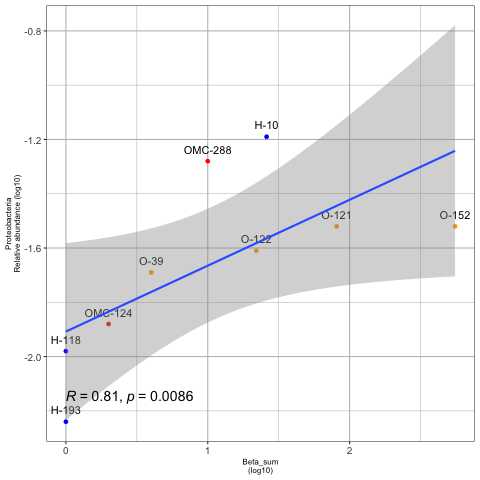 -0.8
H-10
-1.2
OMC-288
O-121
O-152
O-122
-1.6
O-39
OMC-124
H-118
-2.0
R = 0.81, p = 0.0086
H-193
0
1
2
Beta_sum
(log10)
Proteobacteria
Relative abundance (log10)